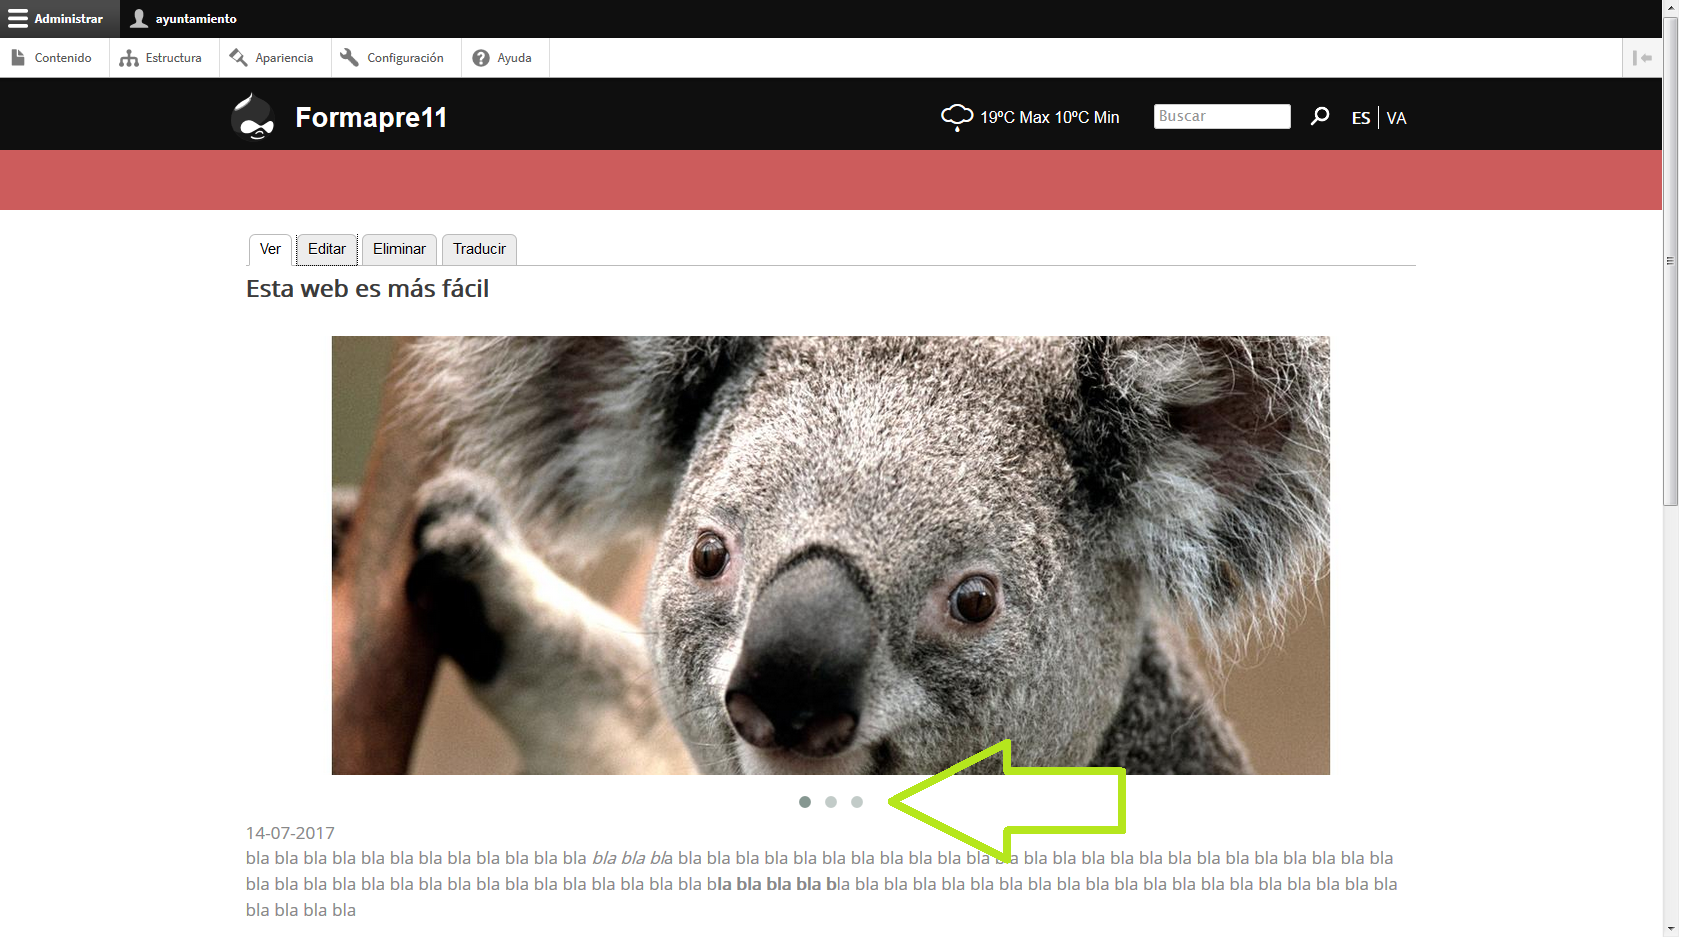 Administrar
ayuntamiento
Contenido
Estructura
Apariencia
Configuración
Ayuda
Formapre11
19ºC Max 10ºC Min
Buscar
ES
VA
Ver
Editar
Eliminar
Traducir
Esta web es más fácil
14-07-2017
bla bla bla bla bla bla bla bla bla bla bla bla bla bla bla bla bla bla bla bla bla bla bla bla bla bla bla bla bla bla bla bla bla bla bla bla bla bla bla bla
bla bla bla bla bla bla bla bla bla bla bla bla bla bla bla bla bla bla bla bla bla bla bla bla bla bla bla bla bla bla bla bla bla bla bla bla bla bla bla bla
bla bla bla bla